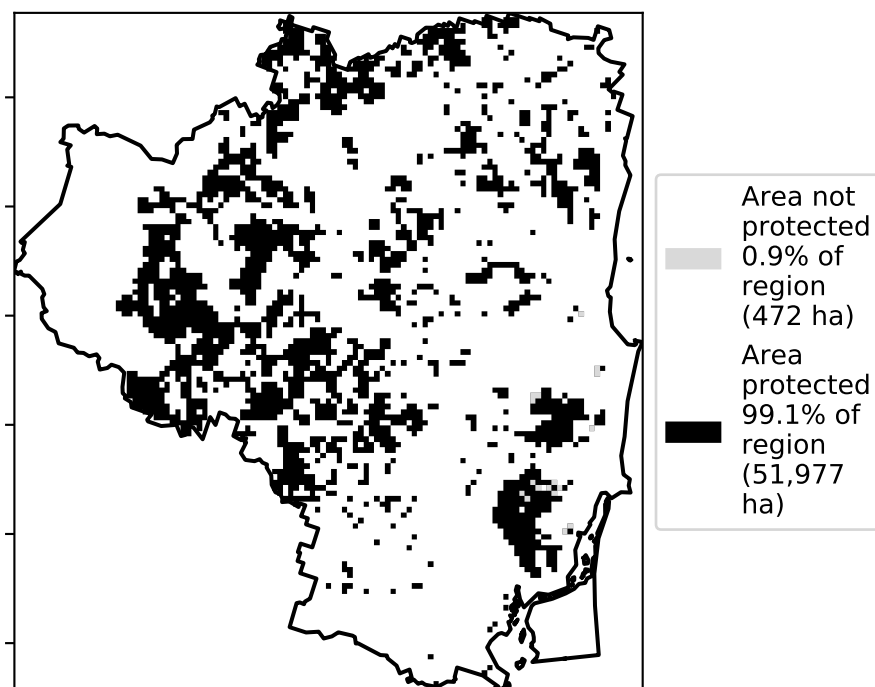 Area not
protected
0.9% of
region
(472 ha)
Area
protected
99.1% of
region
(51,977
ha)